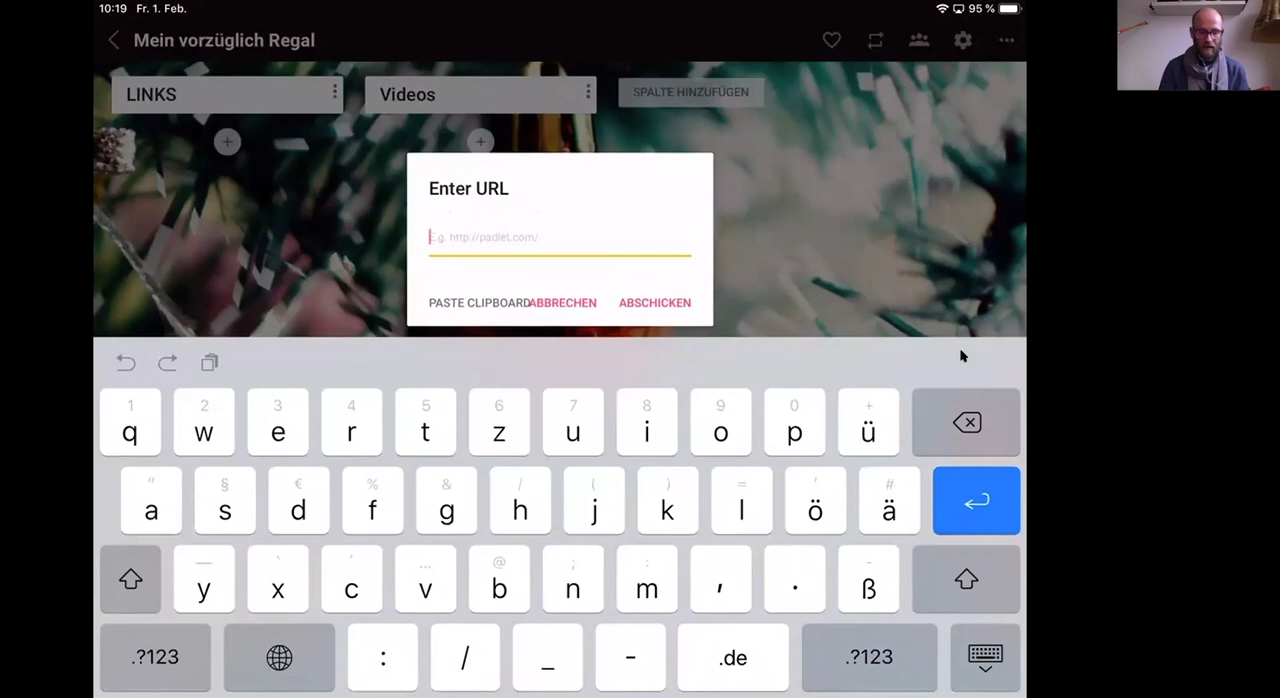 10:19 Fr. 1. Feb. 95 %
Mein vorzüglich Regal
LINKS Videos SPALTE HINZUFÜGEN
Enter URL
E.g. http://padlet.com/
PASTE CLIPBOARD ABBRECHEN ABSCHICKEN
1 2 3 4 5 6 7 8 9 0 +
q w e r t z u i o p ü
" § € % & / ( ) = ' #
a s d f g h j k l ö ä
— ` ' ... @ ; : -
y x c v b n m , . ß
.?123 : / _ - .de .?123